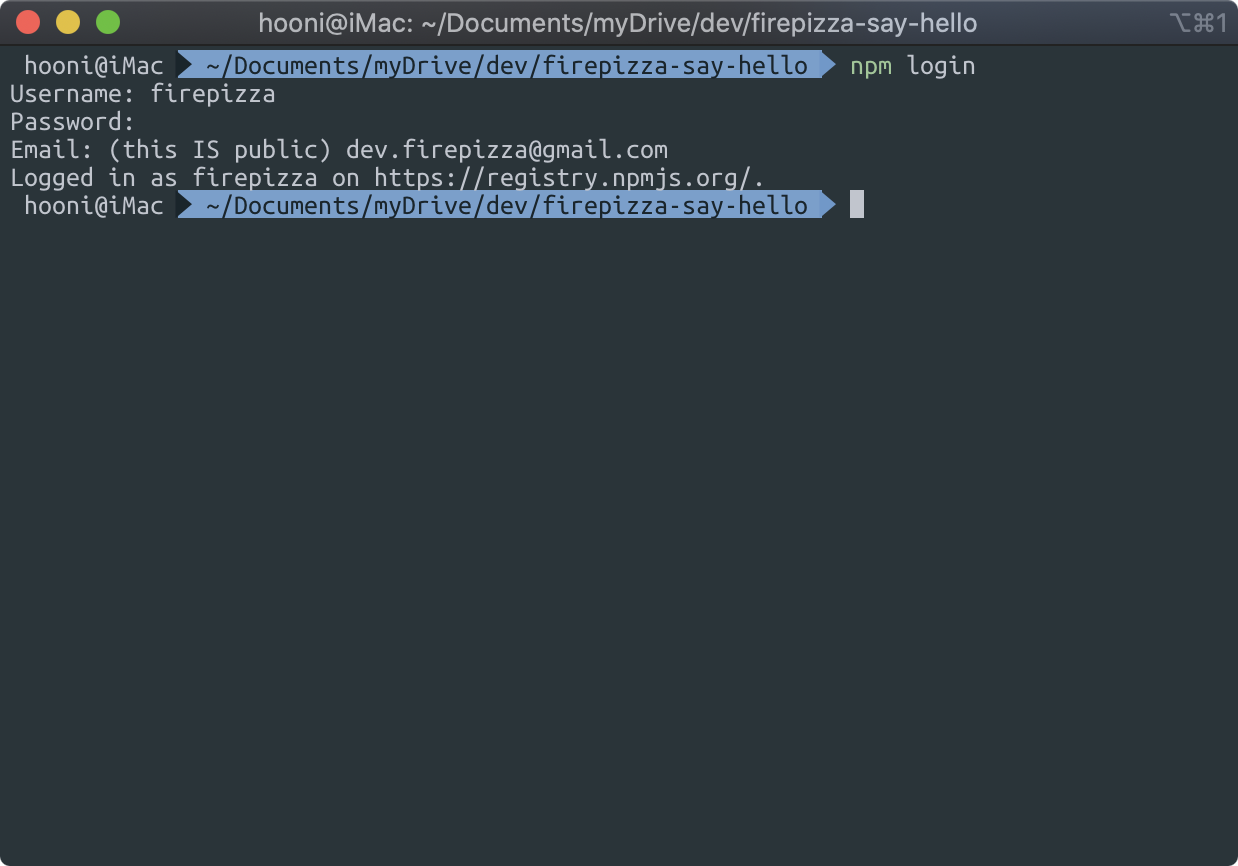 hooni@iMac: ~/Documents/myDrive/dev/firepizza-say-hello ⌥⌘1
hooni@iMac ~/Documents/myDrive/dev/firepizza-say-hello npm login
Username: firepizza
Password:
Email: (this IS public) dev.firepizza@gmail.com
Logged in as firepizza on https://registry.npmjs.org/.
hooni@iMac ~/Documents/myDrive/dev/firepizza-say-hello